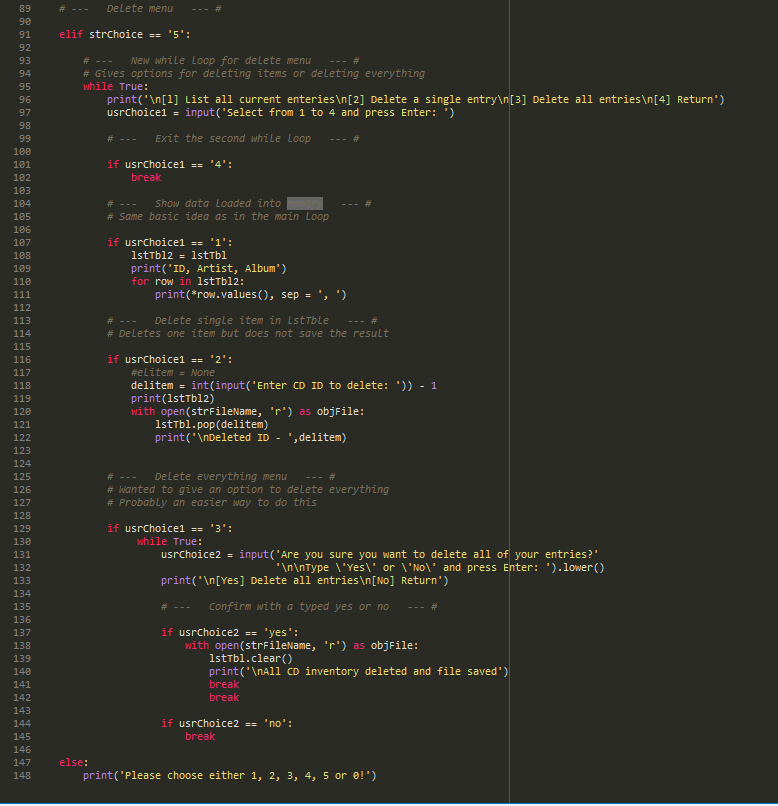 89 # --- Delete menu --- #
90
91 elif strChoice == '5':
92
93 # --- New while loop for delete menu --- #
94 # Gives options for deleting items or deleting everything
95 while True:
96 print('\n[l] List all current enteries\n[2] Delete a single entry\n[3] Delete all entries\n[4] Return')
97 usrChoice1 = input('Select from 1 to 4 and press Enter: ')
98
99 # --- Exit the second while loop --- #
100
101 if usrChoice1 == '4':
102 break
103
104 # --- Show data loaded into memory --- #
105 # Same basic idea as in the main loop
106
107 if usrChoice1 == '1':
108 lstTbl2 = lstTbl
109 print('ID, Artist, Album')
110 for row in lstTbl2:
111 print(*row.values(), sep = ', ')
112
113 # --- Delete single item in lstTble --- #
114 # Deletes one item but does not save the result
115
116 if usrChoice1 == '2':
117 #elitem = None
118 delitem = int(input('Enter CD ID to delete: ')) - 1
119 print(lstTbl2)
120 with open(strFileName, 'r') as objFile:
121 lstTbl.pop(delitem)
122 print('\nDeleted ID - ',delitem)
123
124
125 # --- Delete everything menu --- #
126 # Wanted to give an option to delete everything
127 # Probably an easier way to do this
128
129 if usrChoice1 == '3':
130 while True:
131 usrChoice2 = input('Are you sure you want to delete all of your entries?'
132 '\n\nType \'Yes\' or \'No\' and press Enter: ').lower()
133 print('\n[Yes] Delete all entries\n[No] Return')
134
135 # --- Confirm with a typed yes or no --- #
136
137 if usrChoice2 == 'yes':
138 with open(strFileName, 'r') as objFile:
139 lstTbl.clear()
140 print('\nAll CD inventory deleted and file saved')
141 break
142 break
143
144 if usrChoice2 == 'no':
145 break
146
147 else:
148 print('Please choose either 1, 2, 3, 4, 5 or 0!')